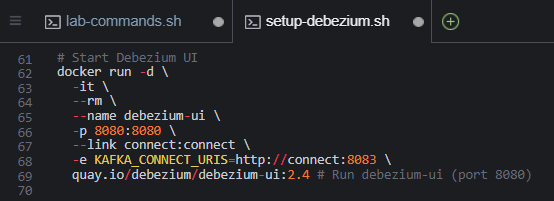 lab-commands.sh
setup-debezium.sh
61 # Start Debezium UI
62 docker run -d \
63   -it \
64   --rm \
65   --name debezium-ui \
66   -p 8080:8080 \
67   --link connect:connect \
68   -e KAFKA_CONNECT_URIS=http://connect:8083 \
69   quay.io/debezium/debezium-ui:2.4 # Run debezium-ui (port 8080)
70